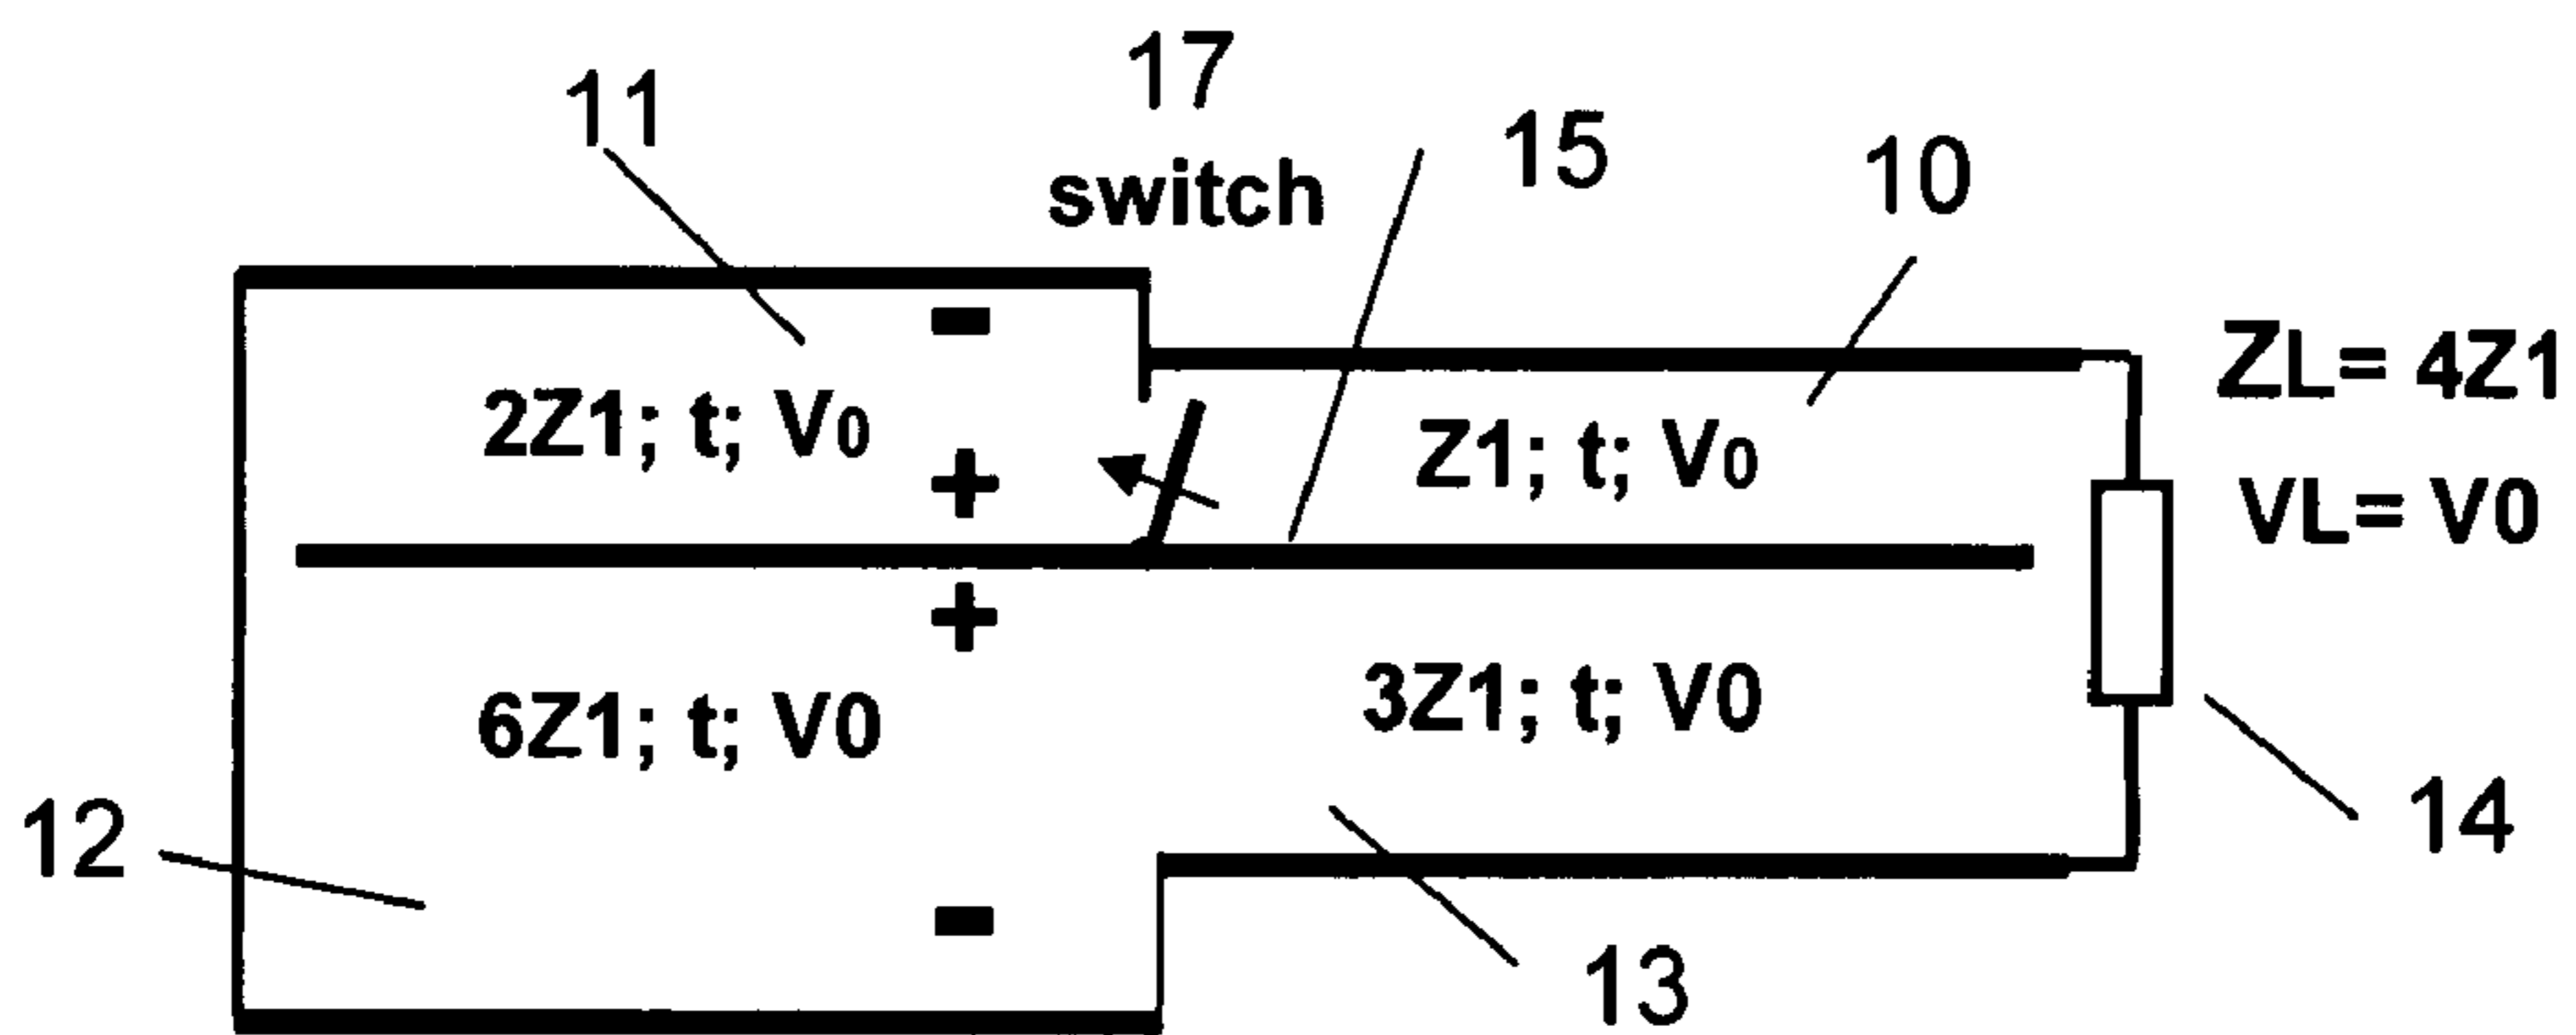 17
11
switch
15
10
2Z1; t; V0
Z1; t; V0
ZL= 4Z1
VL= V0
-
+
+
-
6Z1; t; V0
3Z1; t; V0
12
14
13